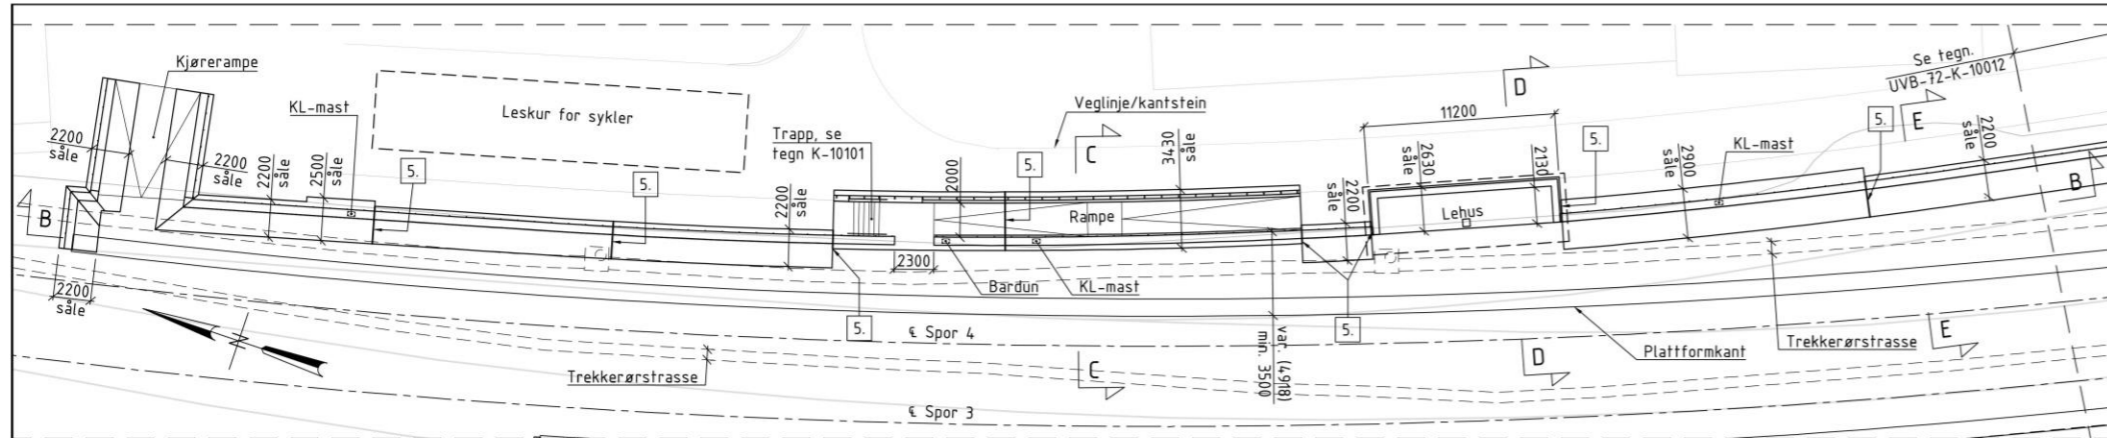 Kjørerampe
KL-mast
Leskur for sykler
Trapp, se
tegn K-10101
Veglinje/kantstein
C
D
11200
Se tegn.
UVB-72-K-10012
E
5.
2200
såle
2200
såle
2200
såle
2500
såle
5.
5.
2200
såle
2000
5.
3430
såle
Rampe
2200
såle
2630
såle
2130
Lehus
5.
2900
såle
KL-mast
5.
2200
såle
B
B
2200
såle
2300
Bardun
KL-mast
5.
5.
N
℄ Spor 4
var. (4918)
min. 3500
Trekkerørstrasse
C
D
Plattformkant
Trekkerørstrasse
E
℄ Spor 3